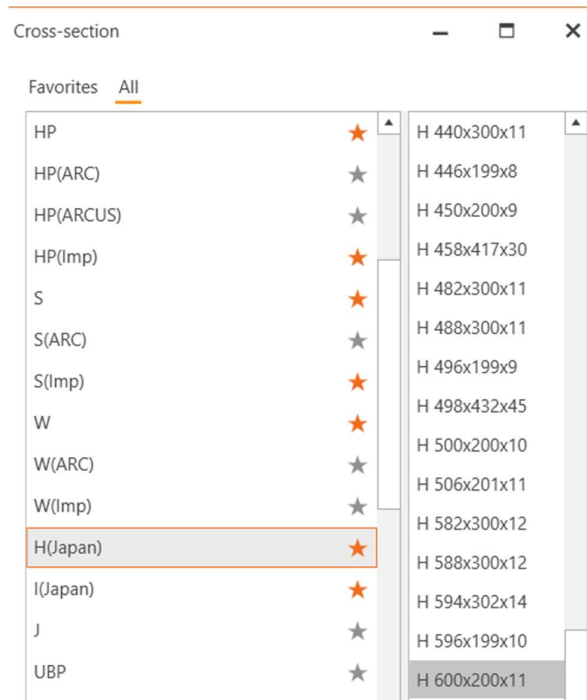 Cross-section
Favorites All
HP
HP(ARC)
HP(ARCUS)
HP(Imp)
S
S(ARC)
S(Imp)
W
W(ARC)
W(Imp)
H(Japan)
I(Japan)
J
UBP
H 440x300x11
H 446x199x8
H 450x200x9
H 458x417x30
H 482x300x11
H 488x300x11
H 496x199x9
H 498x432x45
H 500x200x10
H 506x201x11
H 582x300x12
H 588x300x12
H 594x302x14
H 596x199x10
H 600x200x11